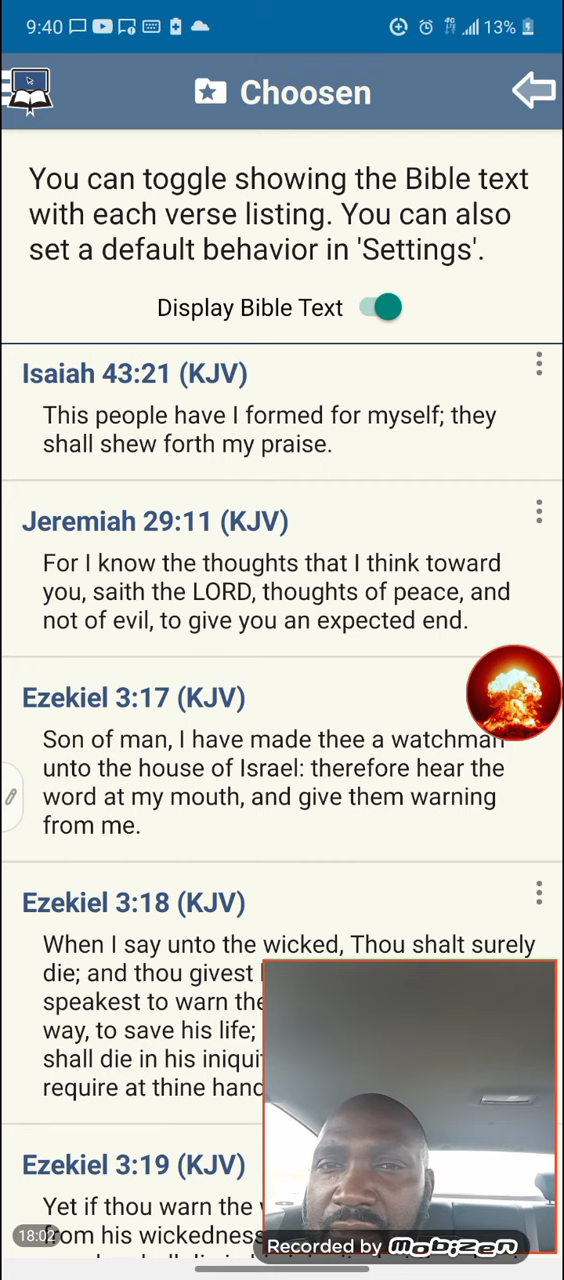 9:40
4G
13%
Choosen
You can toggle showing the Bible text
with each verse listing. You can also
set a default behavior in 'Settings'.
Display Bible Text
Isaiah 43:21 (KJV)
This people have I formed for myself; they
shall shew forth my praise.
Jeremiah 29:11 (KJV)
For I know the thoughts that I think toward
you, saith the LORD, thoughts of peace, and
not of evil, to give you an expected end.
Ezekiel 3:17 (KJV)
Son of man, I have made thee a watchman
unto the house of Israel: therefore hear the
word at my mouth, and give them warning
from me.
Ezekiel 3:18 (KJV)
When I say unto the wicked, Thou shalt surely
die; and thou givest
speakest to warn the
way, to save his life;
shall die in his
require at thine
Ezekiel 3:19 (KJV)
Yet if thou warn the
18:02
from his wickedness
Recorded by MOBIZEN